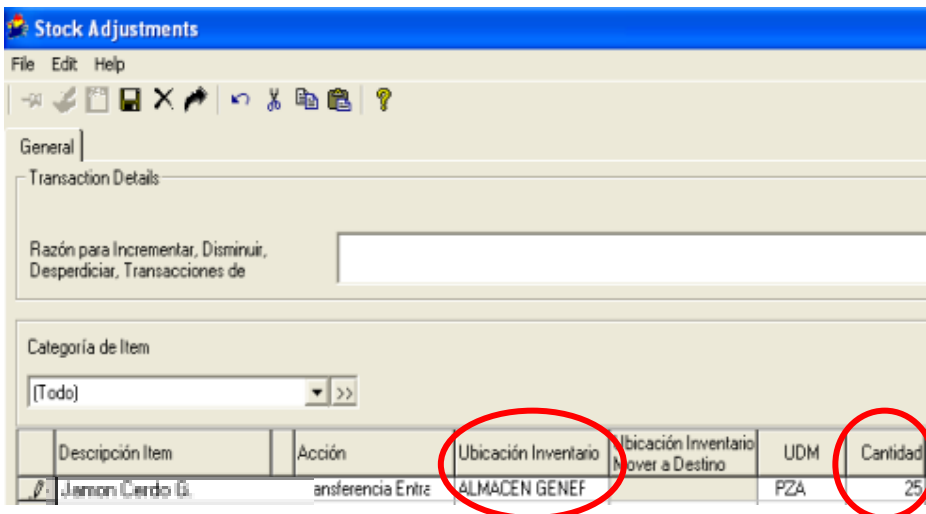 Stock Adjustments
File Edit Help
General
Transaction Details
Razón para Incrementar, Disminuir,
Desperdiciar, Transacciones de
Categoría de Item
(Todo) >>
Descripción Item Acción Ubicación Inventario Ubicación Inventario Mover a Destino UDM Cantidad
Jamon Cerdo G. ansferencia Entra ALMACEN GENEF PZA 25